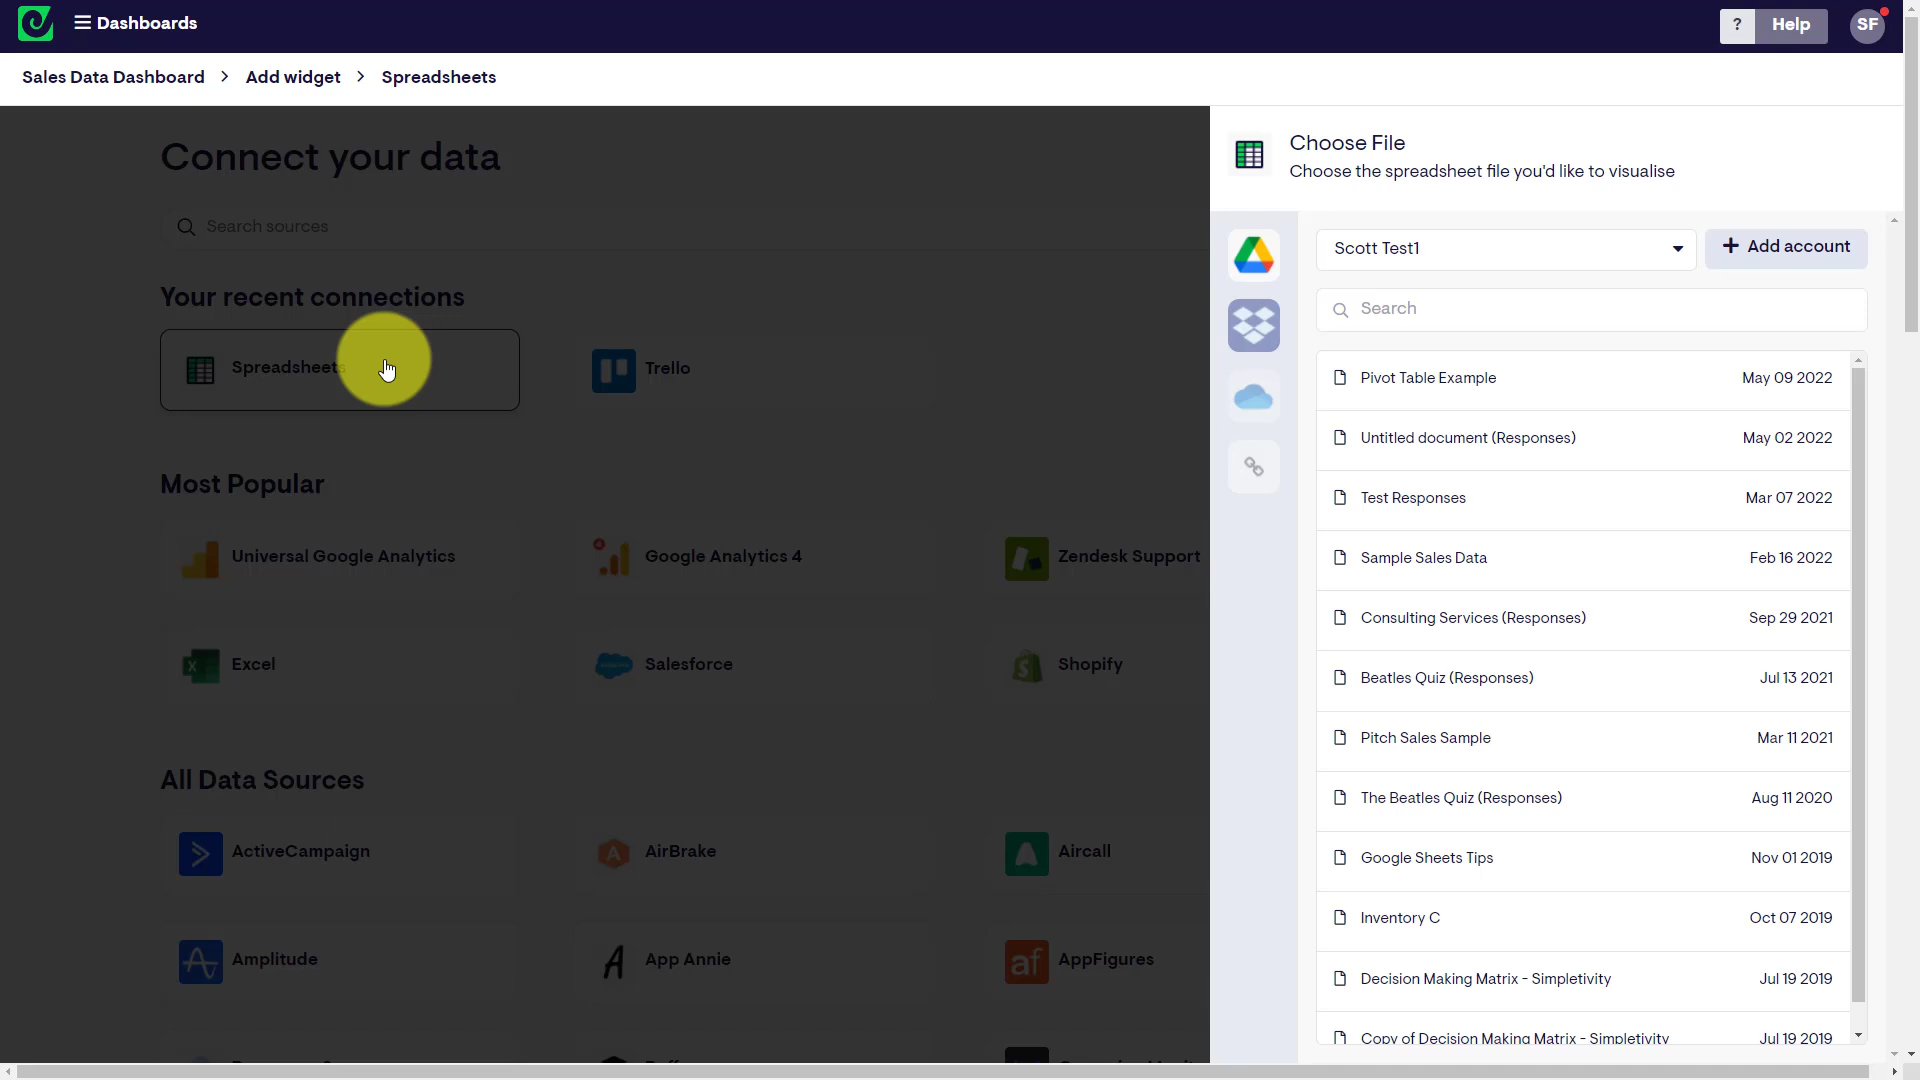 Dashboards
? Help
SF
Sales Data Dashboard > Add widget > Spreadsheets
Connect your data
Search sources
Your recent connections
Spreadsheets
Trello
Most Popular
Universal Google Analytics
Google Analytics 4
Zendesk Support
Excel
Salesforce
Shopify
All Data Sources
ActiveCampaign
AirBrake
Aircall
Amplitude
App Annie
af
AppFigures
Choose File
Choose the spreadsheet file you'd like to visualise
Scott Test1
+ Add account
Search
Pivot Table Example May 09 2022
Untitled document (Responses) May 02 2022
Test Responses Mar 07 2022
Sample Sales Data Feb 16 2022
Consulting Services (Responses) Sep 29 2021
Beatles Quiz (Responses) Jul 13 2021
Pitch Sales Sample Mar 11 2021
The Beatles Quiz (Responses) Aug 11 2020
Google Sheets Tips Nov 01 2019
Inventory C Oct 07 2019
Decision Making Matrix - Simpletivity Jul 19 2019
Copy of Decision Making Matrix - Simpletivity Jul 19 2019